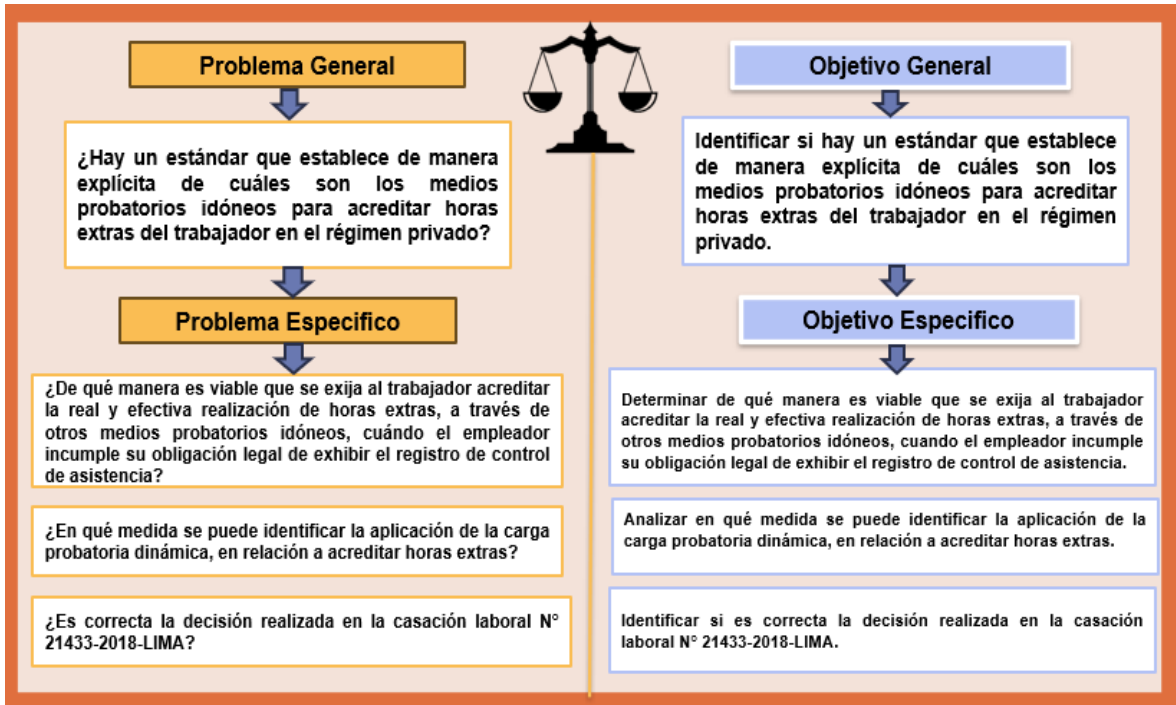 Problema General
¿Hay un estándar que establece de manera
explícita de cuáles son los medios
probatorios idóneos para acreditar horas
extras del trabajador en el régimen privado?
Problema Especifico
¿De qué manera es viable que se exija al trabajador acreditar
la real y efectiva realización de horas extras, a través de
otros medios probatorios idóneos, cuándo el empleador
incumple su obligación legal de exhibir el registro de control
de asistencia?
¿En qué medida se puede identificar la aplicación de la carga
probatoria dinámica, en relación a acreditar horas extras?
¿Es correcta la decisión realizada en la casación laboral N°
21433-2018-LIMA?
Objetivo General
Identificar si hay un estándar que establece
de manera explícita de cuáles son los
medios probatorios idóneos para acreditar
horas extras del trabajador en el régimen
privado.
Objetivo Especifico
Determinar de qué manera es viable que se exija al trabajador
acreditar la real y efectiva realización de horas extras, a través de
otros medios probatorios idóneos, cuando el empleador incumple
su obligación legal de exhibir el registro de control de asistencia.
Analizar en qué medida se puede identificar la aplicación de la
carga probatoria dinámica, en relación a acreditar horas extras.
Identificar si es correcta la decisión realizada en la casación
laboral N° 21433-2018-LIMA.